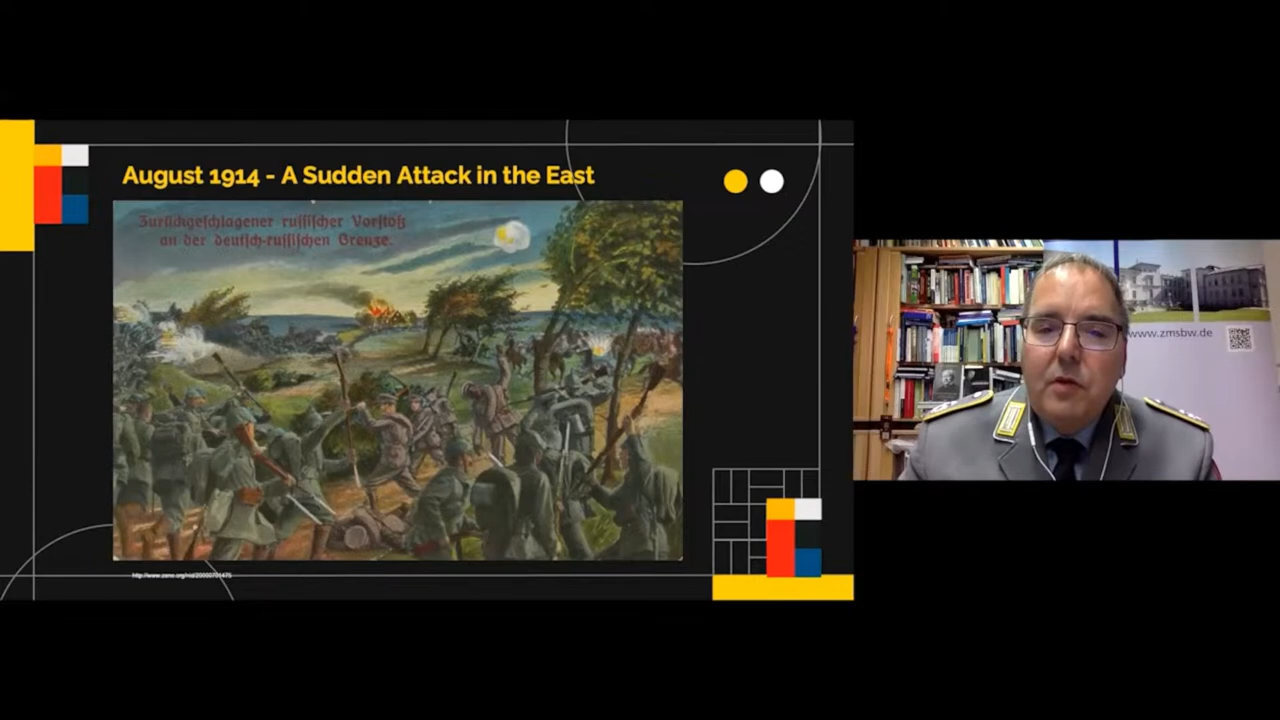 August 1914 - A Sudden Attack in the East
Zurückgeschlagener russischer Vorstoß
an der deutsch-russischen Grenze.
www.zmsbw.de